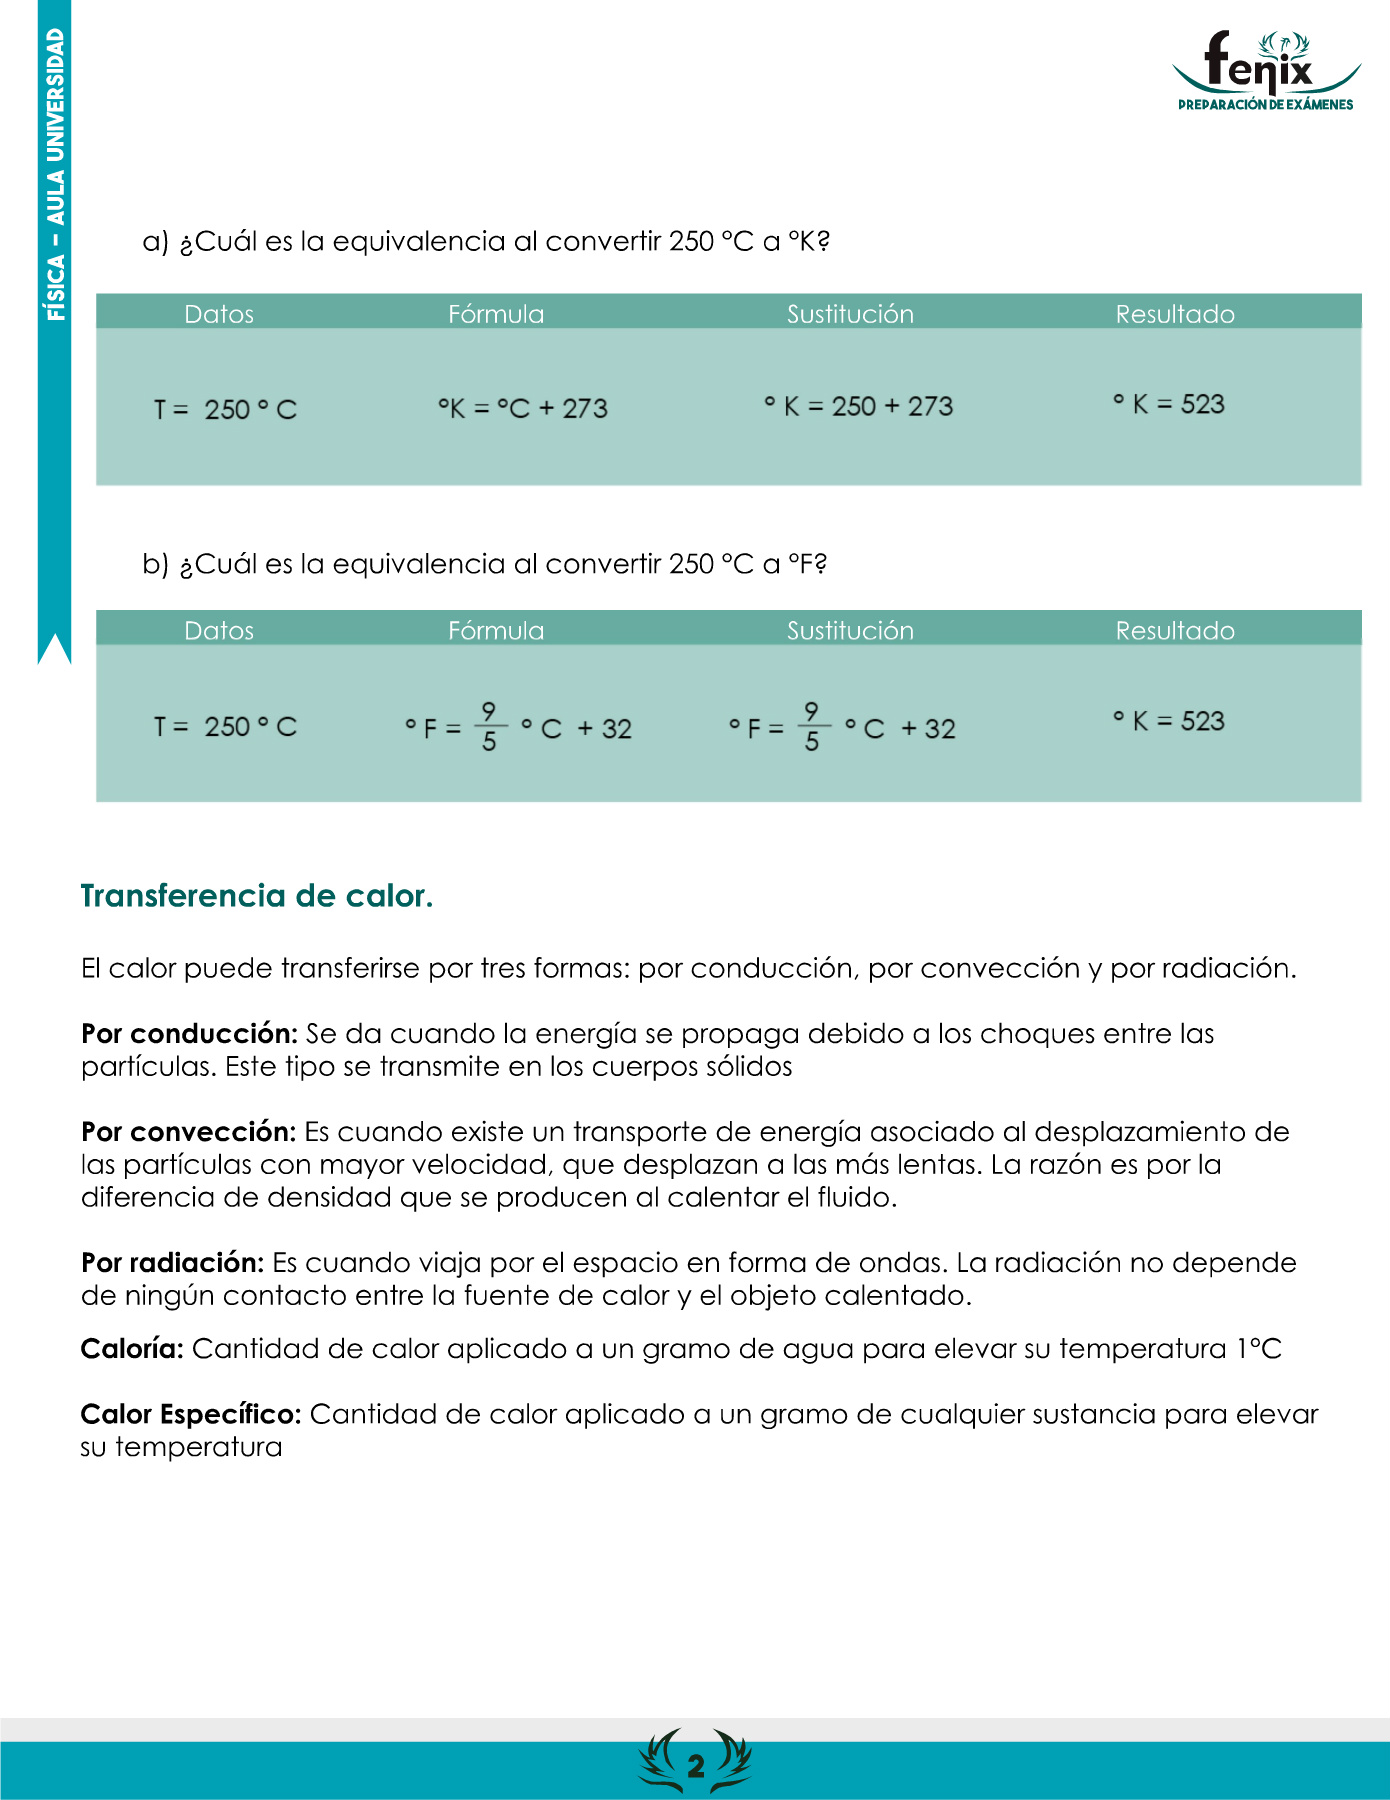 FÍSICA - AULA UNIVERSIDAD
fenix
PREPARACIÓN DE EXÁMENES
a) ¿Cuál es la equivalencia al convertir 250 °C a °K?
Datos Fórmula Sustitución Resultado
T = 250 ° C °K = °C + 273 ° K = 250 + 273 ° K = 523
b) ¿Cuál es la equivalencia al convertir 250 °C a °F?
Datos Fórmula Sustitución Resultado
T = 250 ° C ° F = 9/5 ° C + 32 ° F = 9/5 ° C + 32 ° K = 523
Transferencia de calor.
El calor puede transferirse por tres formas: por conducción, por convección y por radiación.
Por conducción: Se da cuando la energía se propaga debido a los choques entre las
partículas. Este tipo se transmite en los cuerpos sólidos
Por convección: Es cuando existe un transporte de energía asociado al desplazamiento de
las partículas con mayor velocidad, que desplazan a las más lentas. La razón es por la
diferencia de densidad que se producen al calentar el fluido.
Por radiación: Es cuando viaja por el espacio en forma de ondas. La radiación no depende
de ningún contacto entre la fuente de calor y el objeto calentado.
Caloría: Cantidad de calor aplicado a un gramo de agua para elevar su temperatura 1°C
Calor Específico: Cantidad de calor aplicado a un gramo de cualquier sustancia para elevar
su temperatura
2